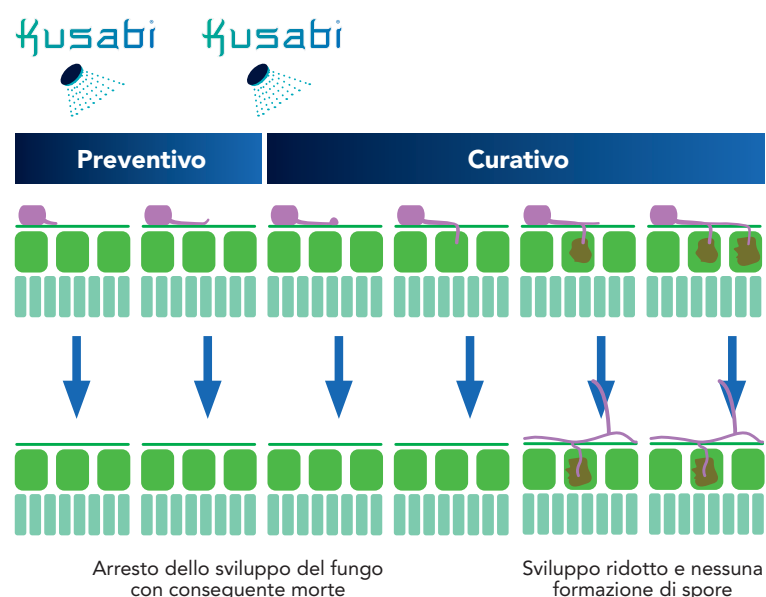 Kusabi® Kusabi®
Preventivo Curativo
Arresto dello sviluppo del fungo
con conseguente morte
Sviluppo ridotto e nessuna
formazione di spore